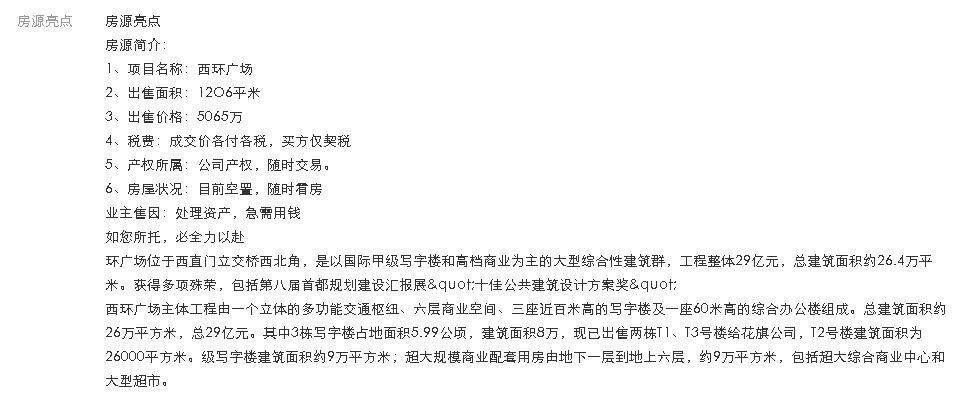 房源亮点 房源亮点
房源简介：
1、项目名称：西环广场
2、出售面积：1206平米
3、出售价格：5065万
4、税费：成交价各付各税，买方仅契税
5、产权所属：公司产权，随时交易。
6、房屋状况：目前空置，随时看房
业主售因：处理资产，急需用钱
如您所托，必全力以赴
环广场位于西直门立交桥西北角，是以国际甲级写字楼和高档商业为主的大型综合性建筑群，工程整体29亿元，总建筑面积约26.4万平
米。获得多项殊荣，包括第八届首都规划建设汇报展&quot;十佳公共建筑设计方案奖&quot;
西环广场主体工程由一个立体的多功能交通枢纽、六层商业空间、三座近百米高的写字楼及一座60米高的综合办公楼组成。总建筑面积约
26万平方米，总29亿元。其中3栋写字楼占地面积5.99公顷，建筑面积8万，现已出售两栋T1、T3号楼给花旗公司，T2号楼建筑面积为
26000平方米。级写字楼建筑面积约9万平方米；超大规模商业配套用房由地下一层到地上六层，约9万平方米，包括超大综合商业中心和
大型超市。